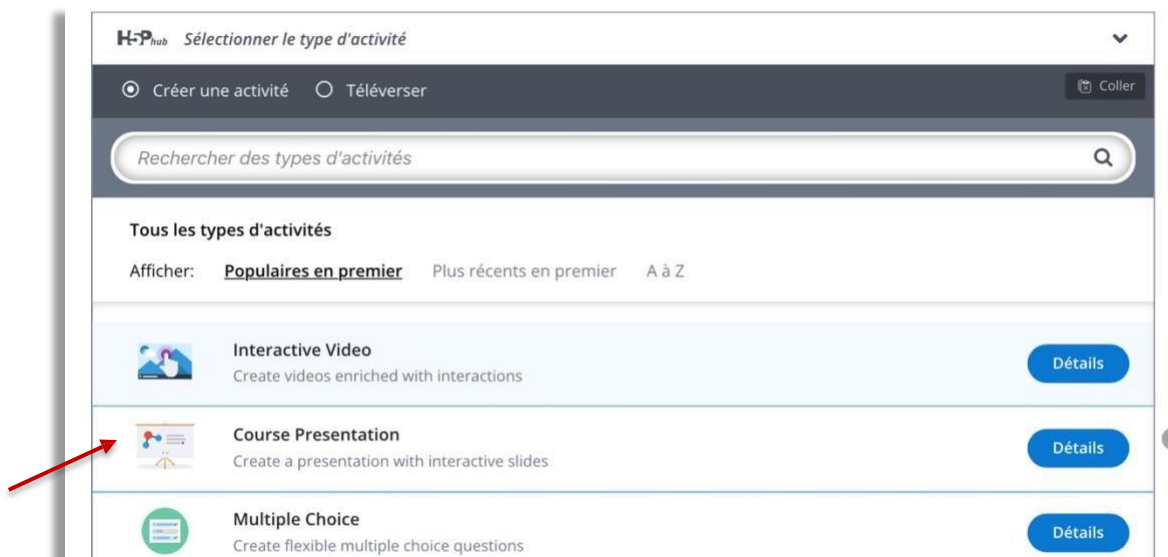 H5Phub Sélectionner le type d'activité
Créer une activité Téléverser Coller
Rechercher des types d'activités
Tous les types d'activités
Afficher: Populaires en premier Plus récents en premier A à Z
Interactive Video
Create videos enriched with interactions
Détails
Course Presentation
Create a presentation with interactive slides
Détails
Multiple Choice
Create flexible multiple choice questions
Détails